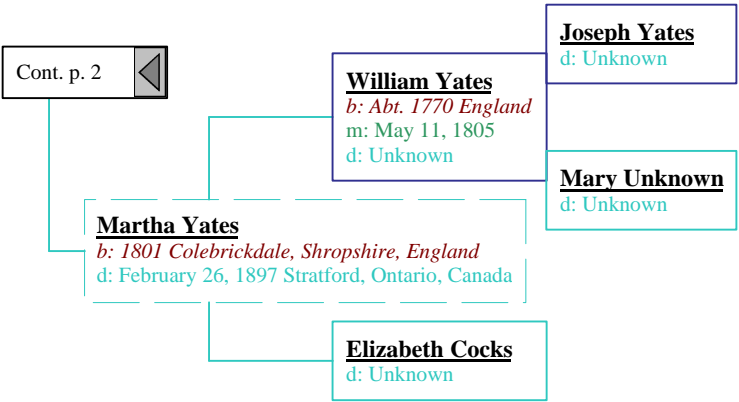 Cont. p. 2
Joseph Yates
d: Unknown
William Yates
b: Abt. 1770 England
m: May 11, 1805
d: Unknown
Mary Unknown
d: Unknown
Martha Yates
b: 1801 Colebrickdale, Shropshire, England
d: February 26, 1897 Stratford, Ontario, Canada
Elizabeth Cocks
d: Unknown